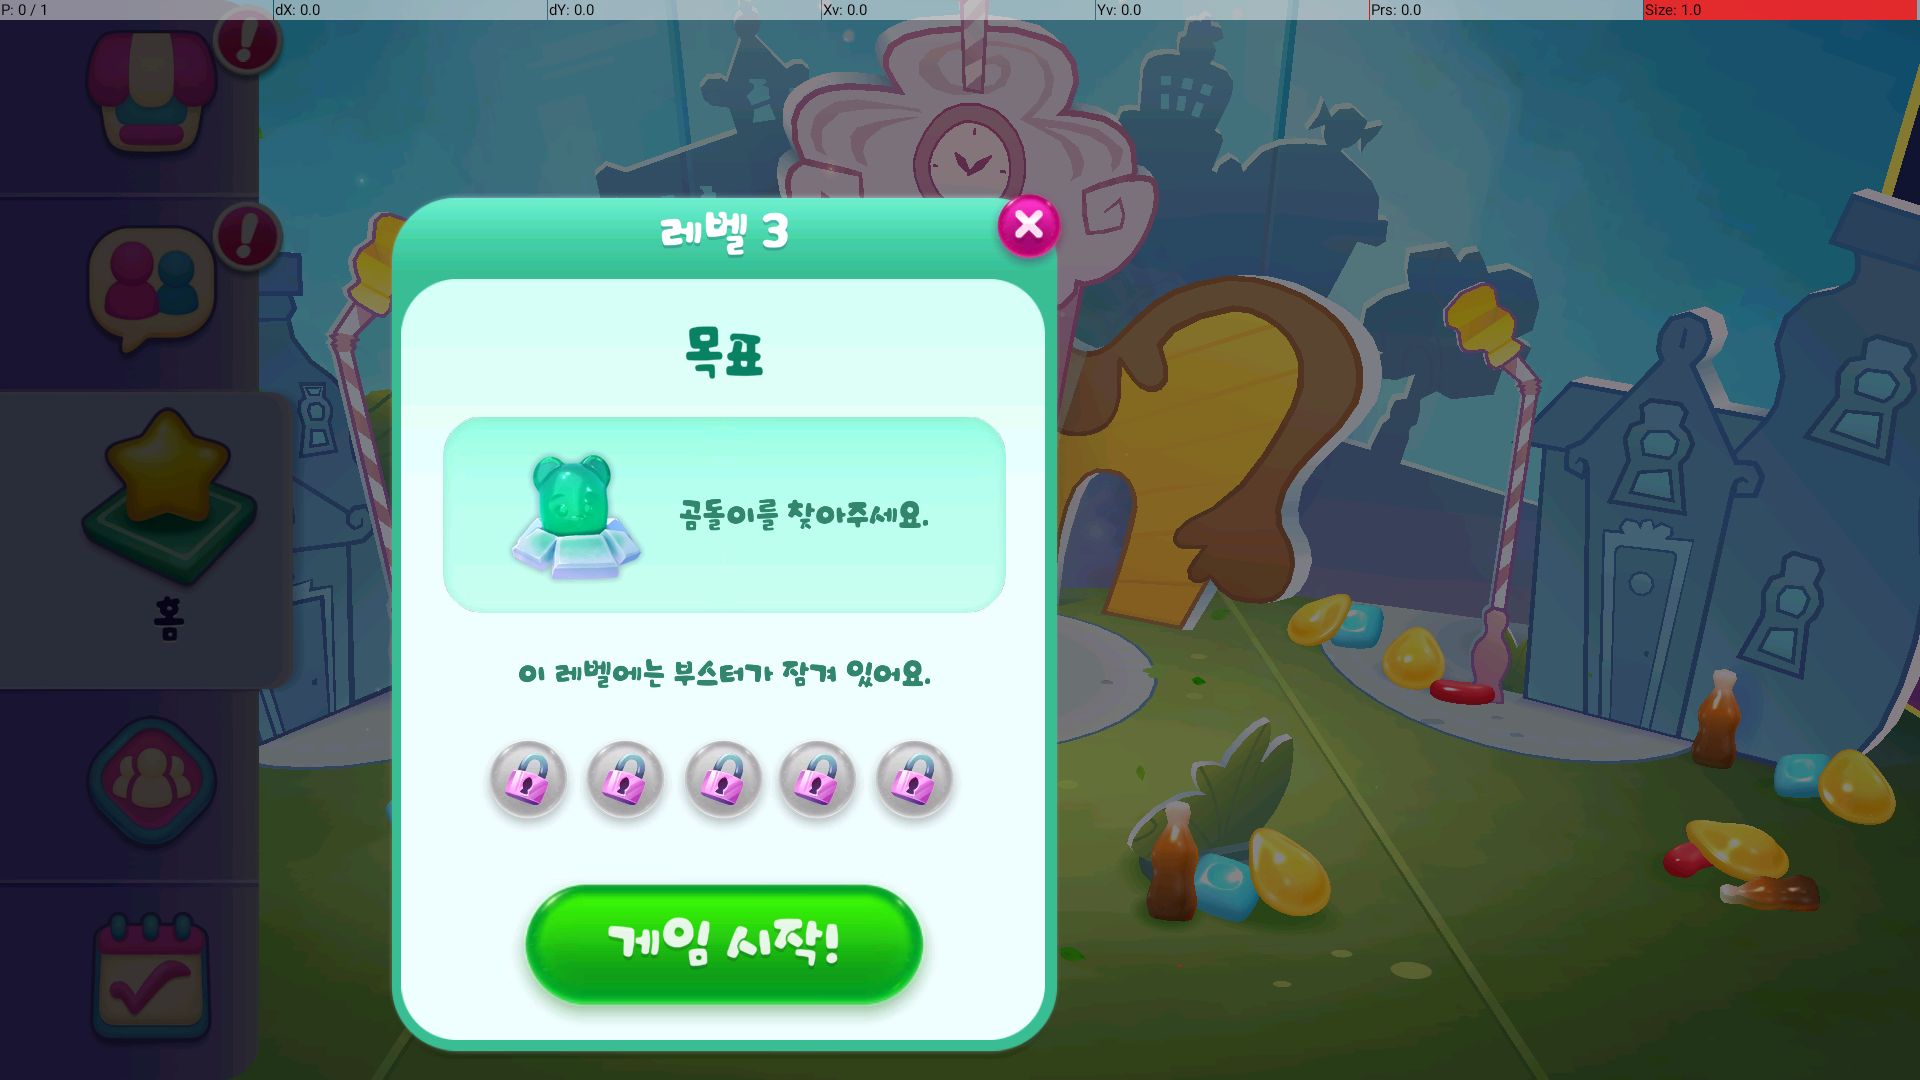 P: 0 / 1 dX: 0.0 dY: 0.0 Xv: 0.0 Yv: 0.0 Prs: 0.0 Size: 1.0
레벨 3
목표
곰돌이를 찾아주세요.
홈
이 레벨에는 부스터가 잠겨 있어요.
게임 시작!